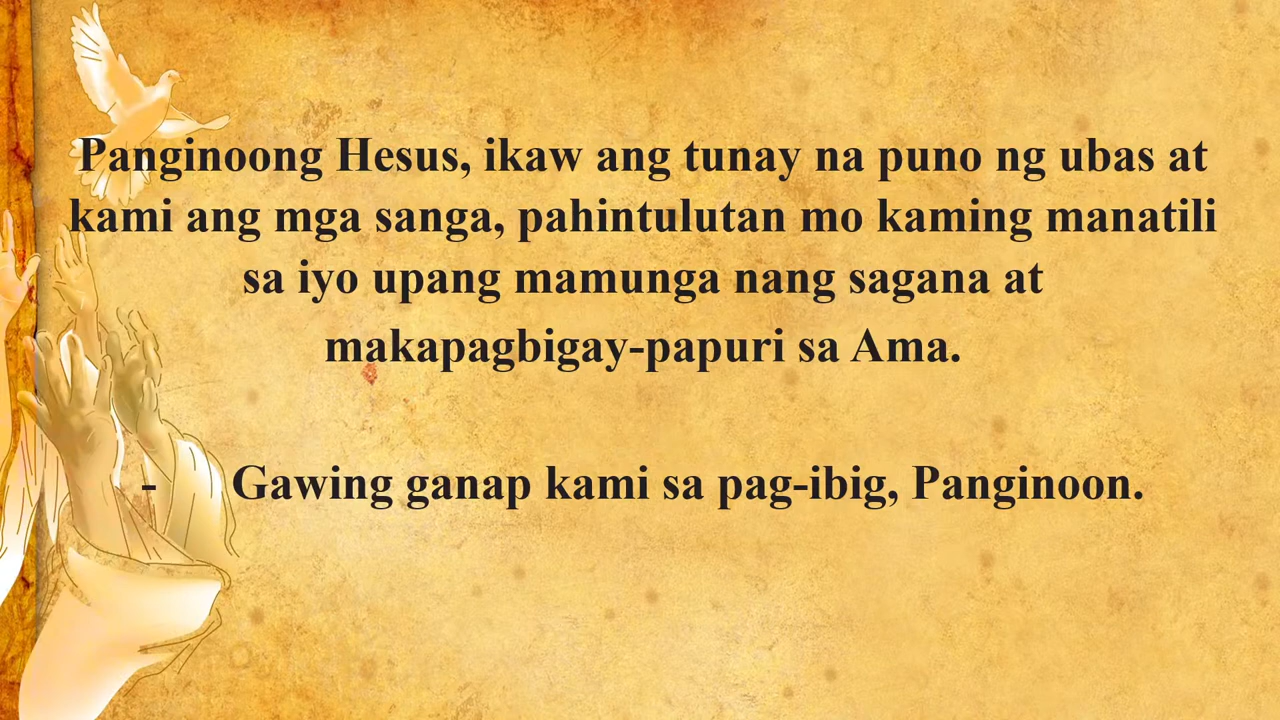 Panginoong Hesus, ikaw ang tunay na puno ng ubas at
kami ang mga sanga, pahintulutan mo kaming manatili
sa iyo upang mamunga nang sagana at
makapagbigay-papuri sa Ama.
- Gawing ganap kami sa pag-ibig, Panginoon.